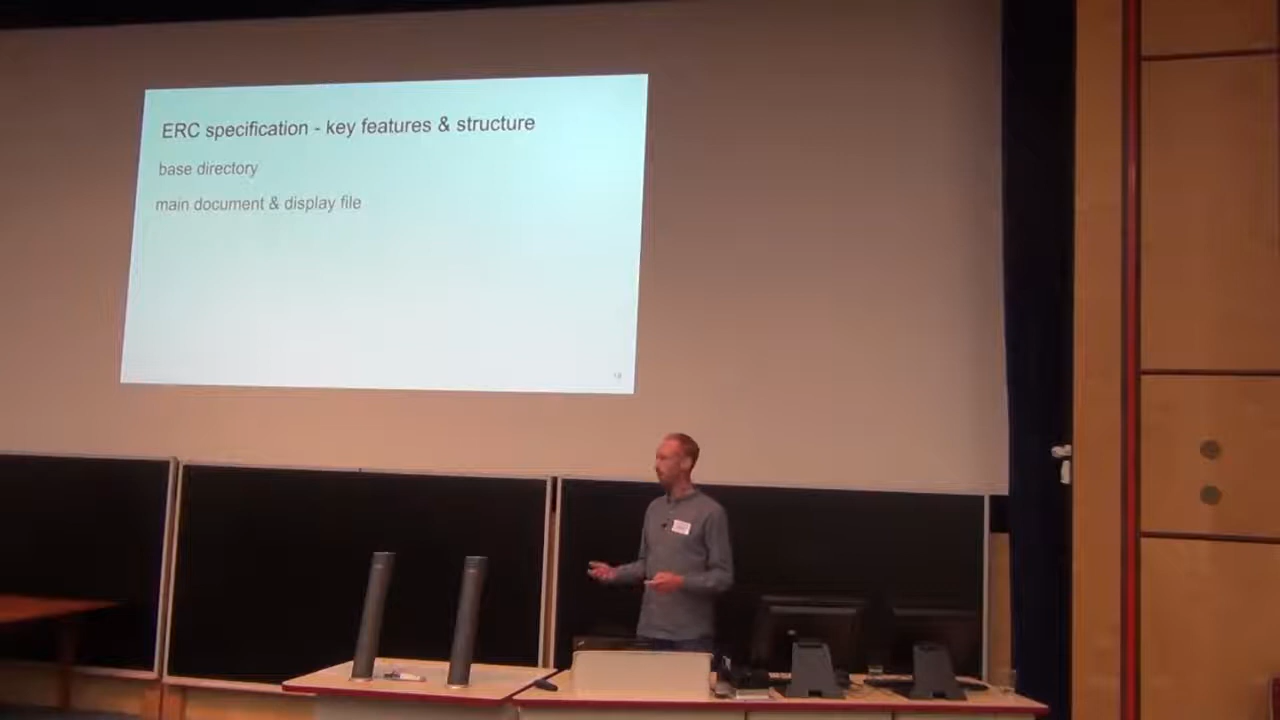 ERC specification - key features & structure
base directory
main document & display file